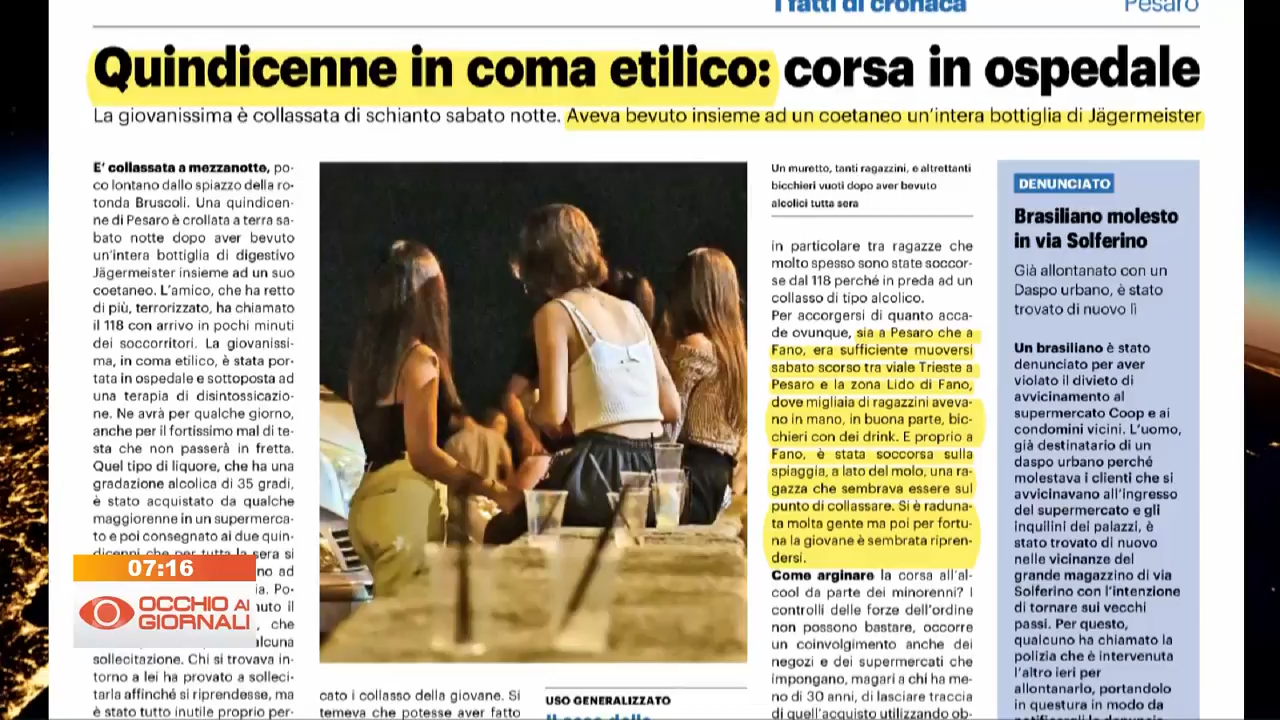 I fatti di cronaca
Pesaro
Quindicenne in coma etilico: corsa in ospedale
La giovanissima è collassata di schianto sabato notte. Aveva bevuto insieme ad un coetaneo un'intera bottiglia di Jägermeister
E' collassata a mezzanotte, po-
co lontano dallo spiazzo della ro-
tonda Bruscoli. Una quindicen-
ne di Pesaro è crollata a terra sa-
bato notte dopo aver bevuto
un'intera bottiglia di digestivo
Jägermeister insieme ad un suo
coetaneo. L'amico, che ha retto
di più, terrorizzato, ha chiamato
il 118 con arrivo in pochi minuti
dei soccorritori. La giovanissi-
ma, in coma etilico, è stata por-
tata in ospedale e sottoposta ad
una terapia di disintossicazio-
ne. Ne avrà per qualche giorno,
anche per il fortissimo mal di te-
sta che non passerà in fretta.
Quel tipo di liquore, che ha una
gradazione alcolica di 35 gradi,
è stato acquistato da qualche
maggiorenne in un supermerca-
to e poi consegnato ai due quin-
dicenni che per tutta la sera si
no ad
ia. Po-
nuto il
, che
alcuna
sollecitazione. Chi si trovava in-
torno a lei ha provato a solleci-
tarla affinché si riprendesse, ma
è stato tutto inutile proprio per-
07:16
OCCHIO AI
GIORNALI
cato i collasso della giovane. Si
temeva che potesse aver fatto
USO GENERALIZZATO
Un muretto, tanti ragazzini, e altrettanti
bicchieri vuoti dopo aver bevuto
alcolici tutta sera
in particolare tra ragazze che
molto spesso sono state soccor-
se dal 118 perché in preda ad un
collasso di tipo alcolico.
Per accorgersi di quanto acca-
de ovunque, sia a Pesaro che a
Fano, era sufficiente muoversi
sabato scorso tra viale Trieste a
Pesaro e la zona Lido di Fano,
dove migliaia di ragazzini aveva-
no in mano, in buona parte, bic-
chieri con dei drink. E proprio a
Fano, è stata soccorsa sulla
spiaggia, a lato del molo, una ra-
gazza che sembrava essere sul
punto di collassare. Si è raduna-
ta molta gente ma poi per fortu-
na la giovane è sembrata ripren-
dersi.
Come arginare la corsa all'al-
cool da parte dei minorenni? I
controlli delle forze dell'ordine
non possono bastare, occorre
un coinvolgimento anche dei
negozi e dei supermercati che
impongano, magari a chi ha me-
no di 30 anni, di lasciare traccia
di quell'acquisto utilizzando ob-
DENUNCIATO
Brasiliano molesto
in via Solferino
Già allontanato con un
Daspo urbano, è stato
trovato di nuovo lì
Un brasiliano è stato
denunciato per aver
violato il divieto di
avvicinamento al
supermercato Coop e ai
condomini vicini. L'uomo,
già destinatario di un
daspo urbano perché
molestava i clienti che si
avvicinavano all'ingresso
del supermercato e gli
inquilini dei palazzi, è
stato trovato di nuovo
nelle vicinanze del
grande magazzino di via
Solferino con l'intenzione
di tornare sui vecchi
passi. Per questo,
qualcuno ha chiamato la
polizia che è intervenuta
l'altro ieri per
allontanarlo, portandolo
in questura in modo da